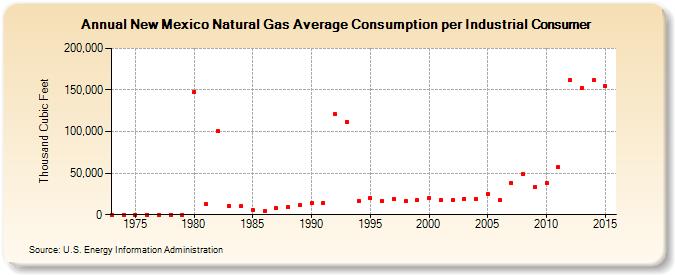 Annual New Mexico Natural Gas Average Consumption per Industrial Consumer
Thousand Cubic Feet
200,000
150,000
100,000
50,000
0
1975 1980 1985 1990 1995 2000 2005 2010 2015
Source: U.S. Energy Information Administration